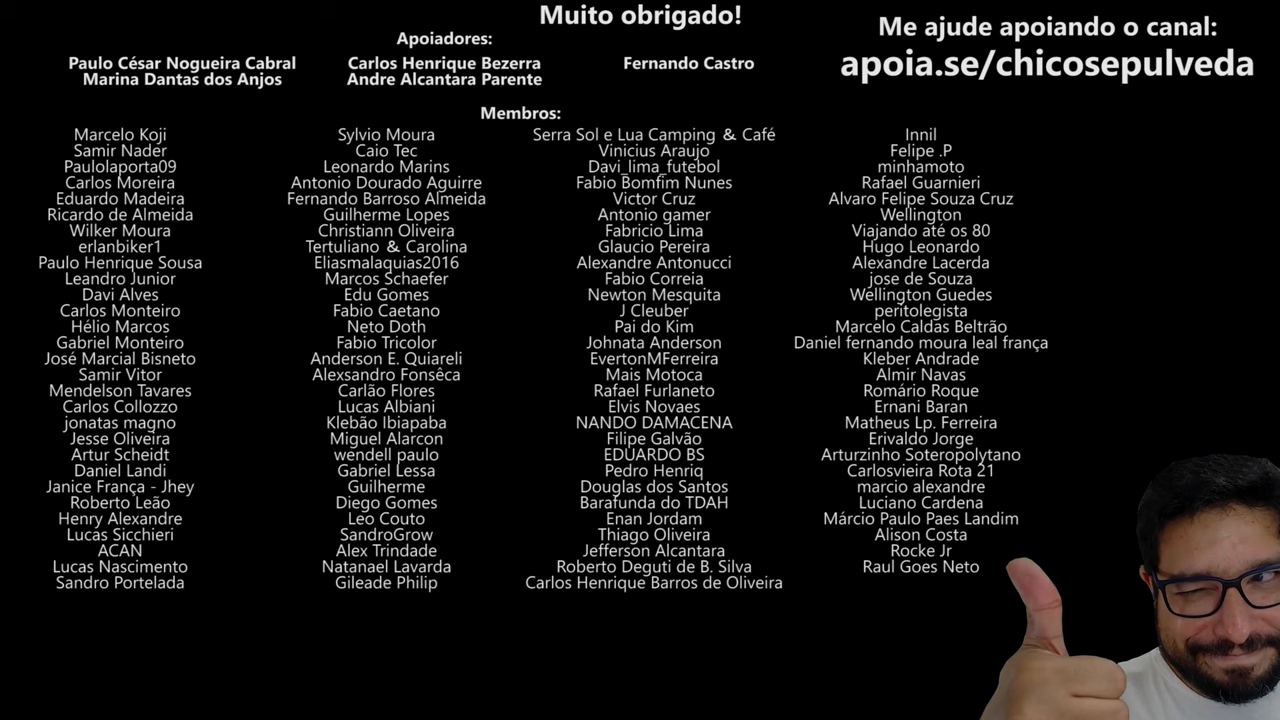 Muito obrigado!
Me ajude apoiando o canal:
apoia.se/chicosepulveda
Apoiadores:
Paulo César Nogueira Cabral
Marina Dantas dos Anjos
Carlos Henrique Bezerra
Andre Alcantara Parente
Fernando Castro
Membros:
Marcelo Koji
Samir Nader
Paulolaporta09
Carlos Moreira
Eduardo Madeira
Ricardo de Almeida
Wilker Moura
erlanbiker1
Paulo Henrique Sousa
Leandro Junior
Davi Alves
Carlos Monteiro
Hélio Marcos
Gabriel Monteiro
José Marcial Bisneto
Samir Vitor
Mendelson Tavares
Carlos Collozzo
jonatas magno
Jesse Oliveira
Artur Scheidt
Daniel Landi
Janice França - Jhey
Roberto Leão
Henry Alexandre
Lucas Sicchieri
ACAN
Lucas Nascimento
Sandro Portelada
Sylvio Moura
Caio Tec
Leonardo Marins
Antonio Dourado Aguirre
Fernando Barroso Almeida
Guilherme Lopes
Christiann Oliveira
Tertuliano & Carolina
Eliasmalaquias2016
Marcos Schaefer
Edu Gomes
Fabio Caetano
Neto Doth
Fabio Tricolor
Anderson E. Quiareli
Alexsandro Fonsêca
Carlão Flores
Lucas Albiani
Klebão Ibiapaba
Miguel Alarcon
wendell paulo
Gabriel Lessa
Guilherme
Diego Gomes
Leo Couto
SandroGrow
Alex Trindade
Natanael Lavarda
Gileade Philip
Serra Sol e Lua Camping & Café
Vinicius Araujo
Davi_lima_futebol
Fabio Bomfim Nunes
Victor Cruz
Antonio gamer
Fabricio Lima
Glaucio Pereira
Alexandre Antonucci
Fabio Correia
Newton Mesquita
J Cleuber
Pai do Kim
Johnata Anderson
EvertonMFerreira
Mais Motoca
Rafael Furlaneto
Elvis Novaes
NANDO DAMACENA
Filipe Galvão
EDUARDO BS
Pedro Henriq
Douglas dos Santos
Barafunda do TDAH
Enan Jordam
Thiago Oliveira
Jefferson Alcantara
Roberto Deguti de B. Silva
Carlos Henrique Barros de Oliveira
Innil
Felipe .P
minhamoto
Rafael Guarnieri
Alvaro Felipe Souza Cruz
Wellington
Viajando até os 80
Hugo Leonardo
Alexandre Lacerda
jose de Souza
Wellington Guedes
peritolegista
Marcelo Caldas Beltrão
Daniel fernando moura leal frança
Kleber Andrade
Almir Navas
Romário Roque
Ernani Baran
Matheus Lp. Ferreira
Erivaldo Jorge
Arturzinho Soteropolytano
Carlosvieira Rota 21
marcio alexandre
Luciano Cardena
Márcio Paulo Paes Landim
Alison Costa
Rocke Jr
Raul Goes Neto